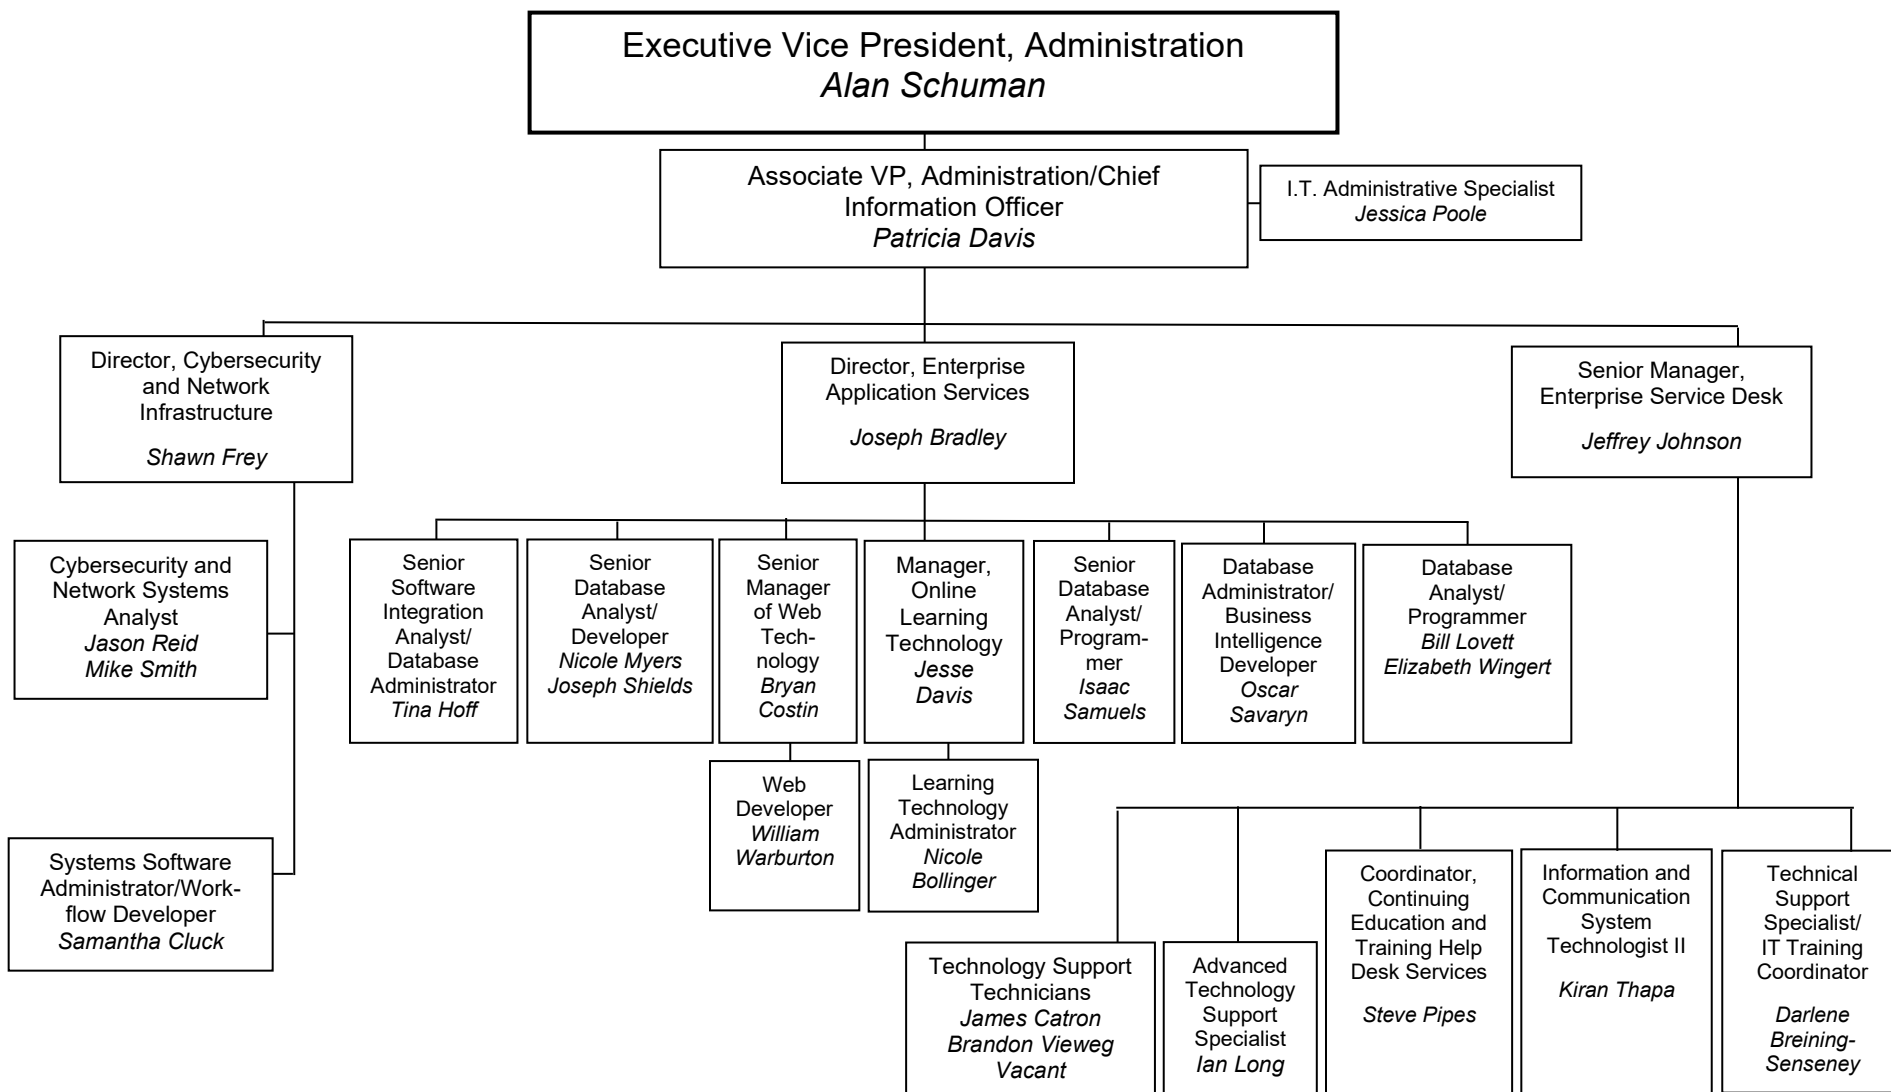 Executive Vice President, Administration
Alan Schuman
Associate VP, Administration/Chief
Information Officer
Patricia Davis
I.T. Administrative Specialist
Jessica Poole
Director, Cybersecurity
and Network
Infrastructure
Shawn Frey
Director, Enterprise
Application Services
Joseph Bradley
Senior Manager,
Enterprise Service Desk
Jeffrey Johnson
Cybersecurity and
Network Systems
Analyst
Jason Reid
Mike Smith
Senior
Software
Integration
Analyst/
Database
Administrator
Tina Hoff
Senior
Database
Analyst/
Developer
Nicole Myers
Joseph Shields
Senior
Manager
of Web
Tech-
nology
Bryan
Costin
Manager,
Online
Learning
Technology
Jesse
Davis
Senior
Database
Analyst/
Program-
mer
Isaac
Samuels
Database
Administrator/
Business
Intelligence
Developer
Oscar
Savaryn
Database
Analyst/
Programmer
Bill Lovett
Elizabeth Wingert
Web
Developer
William
Warburton
Learning
Technology
Administrator
Nicole
Bollinger
Systems Software
Administrator/Work-
flow Developer
Samantha Cluck
Technology Support
Technicians
James Catron
Brandon Vieweg
Vacant
Advanced
Technology
Support
Specialist
Ian Long
Coordinator,
Continuing
Education and
Training Help
Desk Services
Steve Pipes
Information and
Communication
System
Technologist II
Kiran Thapa
Technical
Support
Specialist/
IT Training
Coordinator
Darlene
Breining-
Senseney